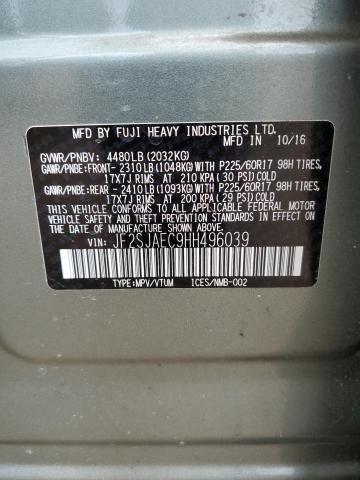 MFD BY FUJI HEAVY INDUSTRIES LTD.
MFD IN 10/16
GVWR/PNBV: 4480LB (2032KG)
GAWR/PNBE: FRONT- 2310LB (1048KG) WITH P225/60R17 98H TIRES,
17X7J RIMS AT 210 KPA (30 PSI) COLD
GAWR/PNBE: REAR - 2410LB (1093KG) WITH P225/60R17 98H TIRES,
17X7J RIMS AT 200 KPA (29 PSI) COLD
THIS VEHICLE CONFORMS TO ALL APPLICABLE FEDERAL MOTOR
VEHICLE SAFETY STANDARDS IN EFFECT ON THE
DATE OF MANUFACTURE SHOWN ABOVE.
VIN: JF2SJAEC9HH496039
TYPE:MPV/VTUM ICES/NMB-002